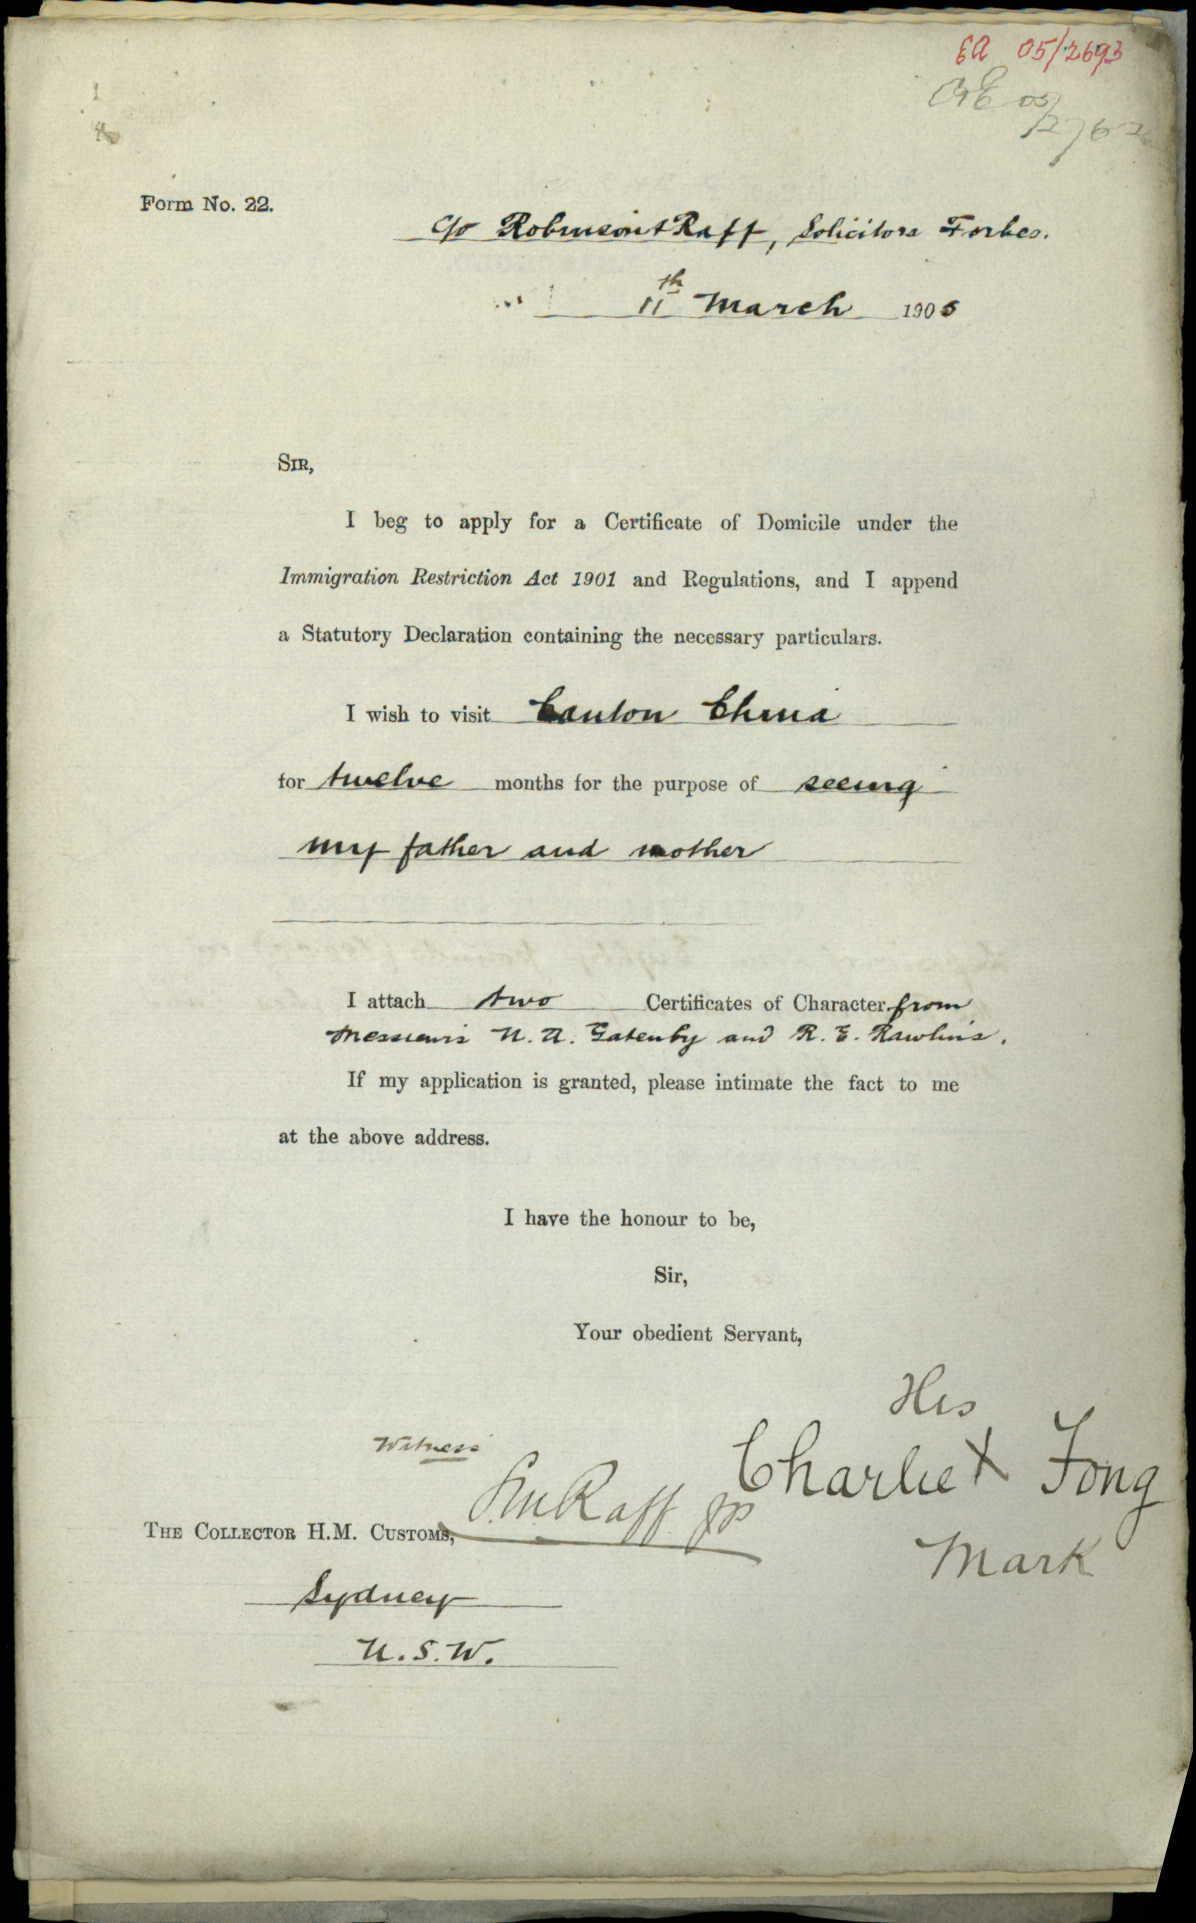 EA 05/2693
05/2762
Form No. 22.
C/o Robinson & Raff, Solicitors Forbes.
11th March 1905
SIR,
I beg to apply for a Certificate of Domicile under the
Immigration Restriction Act 1901 and Regulations, and I append
a Statutory Declaration containing the necessary particulars.
I wish to visit Canton China
for twelve months for the purpose of seeing
my father and mother
I attach two Certificates of Character from
Messieurs N. A. Gatenby and R. E. Rawlins.
If my application is granted, please intimate the fact to me
at the above address.
I have the honour to be,
Sir,
Your obedient Servant,
His
Witness
Charlie X Fong
Raff JP
Mark
THE COLLECTOR H.M. CUSTOMS,
Sydney
N.S.W.